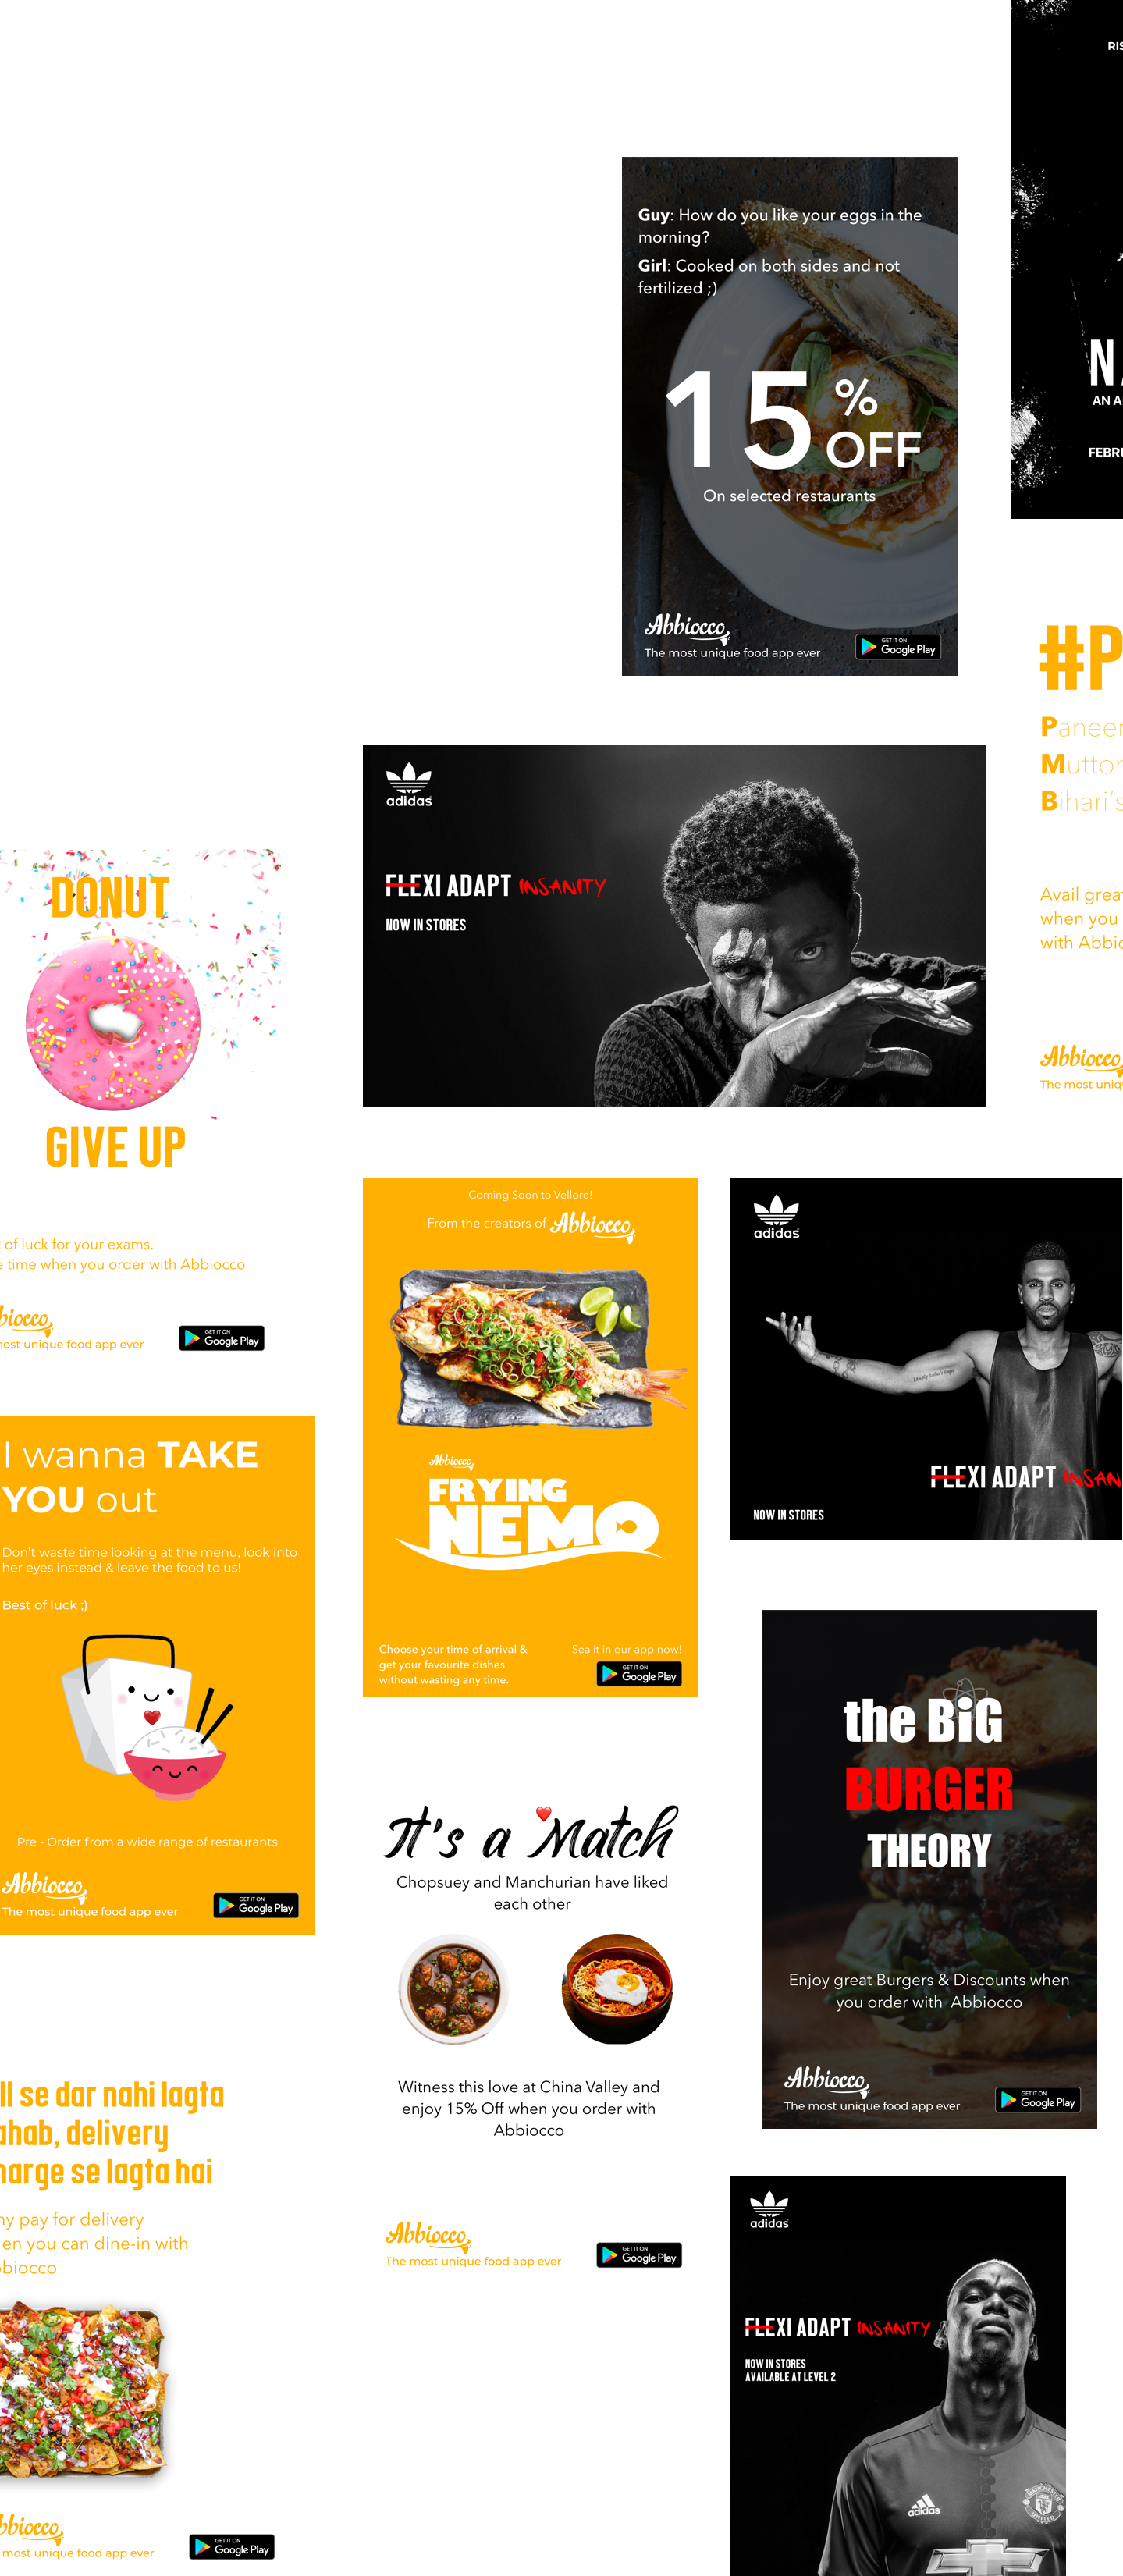 RIS
Guy: How do you like your eggs in the
morning?
Girl: Cooked on both sides and not
fertilized ;)
15 % OFF
On selected restaurants
Abbiocco
The most unique food app ever
GET IT ON
Google Play
N
AN A
FEBRU
#P
Paneer
Mutton
Bihari's
Avail great
when you
with Abbio
Abbiocco
The most uniq
adidas
FLEXI ADAPT INSANITY
NOW IN STORES
DONUT
GIVE UP
of luck for your exams.
time when you order with Abbiocco
biocco
most unique food app ever
GET IT ON
Google Play
Coming Soon to Vellore!
From the creators of Abbiocco
Abbiocco
FRYING
NEMO
Choose your time of arrival &
get your favourite dishes
without wasting any time.
Sea it in our app now!
GET IT ON
Google Play
adidas
FLEXI ADAPT INSAN
NOW IN STORES
I wanna TAKE
YOU out
Don't waste time looking at the menu, look into
her eyes instead & leave the food to us!
Best of luck ;)
Pre - Order from a wide range of restaurants
Abbiocco
The most unique food app ever
GET IT ON
Google Play
the BiG
BURGER
THEORY
Enjoy great Burgers & Discounts when
you order with Abbiocco
Abbiocco
The most unique food app ever
GET IT ON
Google Play
It's a Match
Chopsuey and Manchurian have liked
each other
Witness this love at China Valley and
enjoy 15% Off when you order with
Abbiocco
Abbiocco
The most unique food app ever
GET IT ON
Google Play
ll se dar nahi lagta
ahab, delivery
harge se lagta hai
hy pay for delivery
en you can dine-in with
bbiocco
bbiocco
most unique food app ever
GET IT ON
Google Play
adidas
FLEXI ADAPT INSANITY
NOW IN STORES
AVAILABLE AT LEVEL 2
adidas
MANCHESTER
UNITED